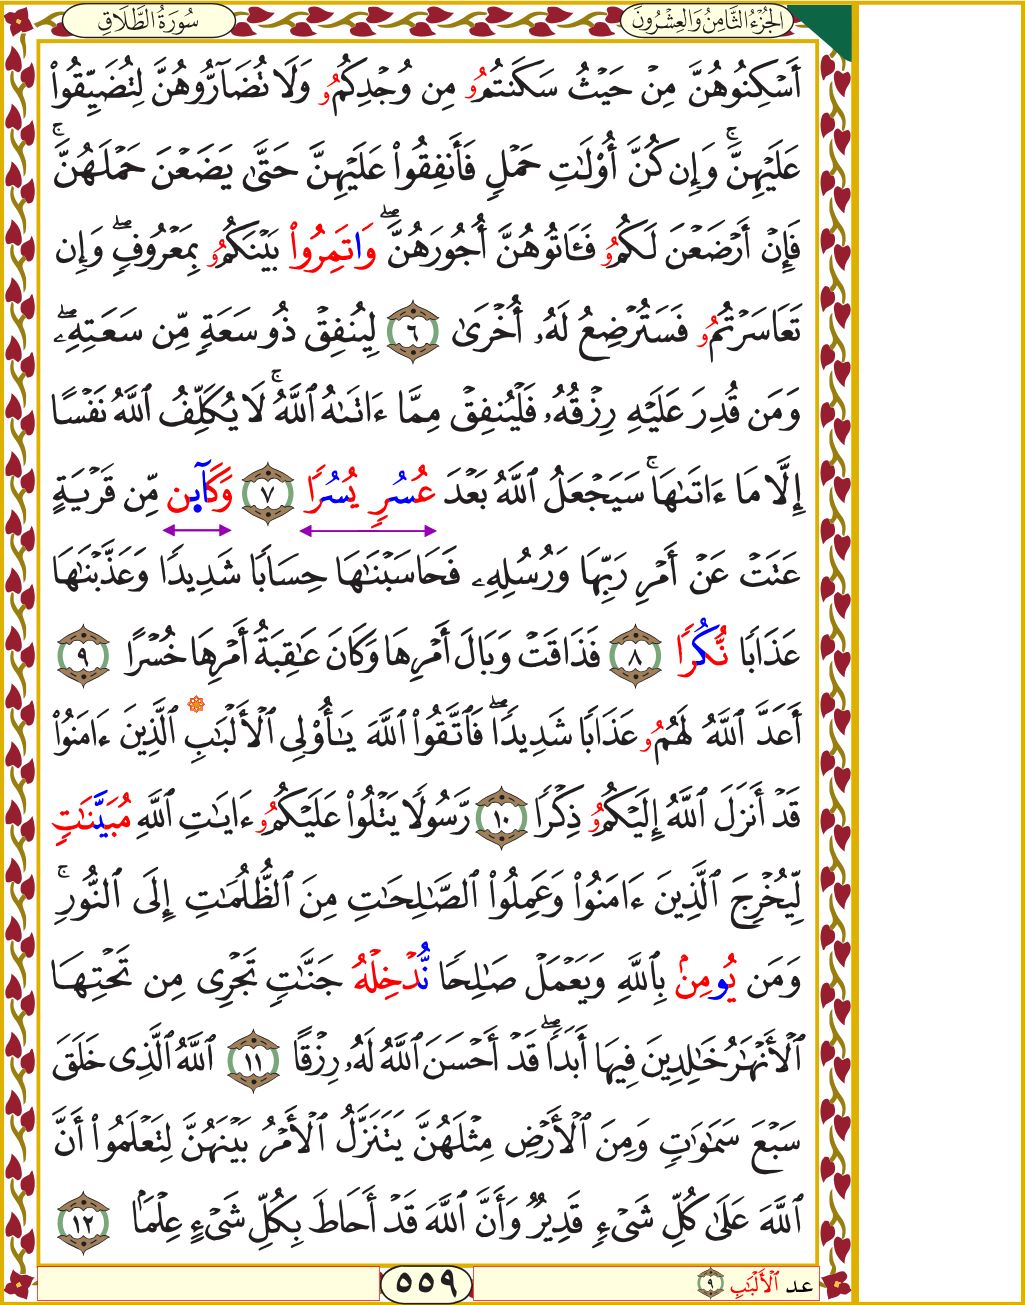 سُورَةُ الطَّلَاقِ
الجُزْءُ الثَّامِنُ وَالعِشْرُونَ
أَسْكِنُوهُنَّ مِنْ حَيْثُ سَكَنتُمُو مِن وُجْدِكُمُو وَلَا تُضَآرُّوهُنَّ لِتُضَيِّقُوا۟
عَلَيْهِنَّۚ وَإِن كُنَّ أُو۟لَٰتِ حَمْلٍ فَأَنفِقُوا۟ عَلَيْهِنَّ حَتَّىٰ يَضَعْنَ حَمْلَهُنَّۚ
فَإِنْ أَرْضَعْنَ لَكُمُو فَـَٔاتُوهُنَّ أُجُورَهُنَّۖ وَاتَمِرُوا۟ بَيْنَكُمُو بِمَعْرُوفٍۖ وَإِن
تَعَاسَرْتُمُو فَسَتُرْضِعُ لَهُۥ أُخْرَىٰ ٦ لِيُنفِقْ ذُو سَعَةٍ مِّن سَعَتِهِۦۖ
وَمَن قُدِرَ عَلَيْهِ رِزْقُهُۥ فَلْيُنفِقْ مِمَّا ءَاتَىٰهُ ٱللَّهُۚ لَا يُكَلِّفُ ٱللَّهُ نَفْسًا
إِلَّا مَا ءَاتَىٰهَاۚ سَيَجْعَلُ ٱللَّهُ بَعْدَ عُسُرٍ يُسُرًا ٧ وَكَآئِن مِّن قَرْيَةٍ
عَتَتْ عَنْ أَمْرِ رَبِّهَا وَرُسُلِهِۦ فَحَاسَبْنَٰهَا حِسَابًا شَدِيدًا وَعَذَّبْنَٰهَا
عَذَابًا نُّكُرًا ٨ فَذَاقَتْ وَبَالَ أَمْرِهَا وَكَانَ عَٰقِبَةُ أَمْرِهَا خُسْرًا ٩
أَعَدَّ ٱللَّهُ لَهُمُو عَذَابًا شَدِيدًاۖ فَٱتَّقُوا۟ ٱللَّهَ يَٰٓأُو۟لِى ٱلْأَلْبَٰبِ ٱلَّذِينَ ءَامَنُوا۟
قَدْ أَنزَلَ ٱللَّهُ إِلَيْكُمُو ذِكْرًا ١٠ رَّسُولًا يَتْلُوا۟ عَلَيْكُمُو ءَايَٰتِ ٱللَّهِ مُبَيَّنَٰتٍ
لِّيُخْرِجَ ٱلَّذِينَ ءَامَنُوا۟ وَعَمِلُوا۟ ٱلصَّٰلِحَٰتِ مِنَ ٱلظُّلُمَٰتِ إِلَى ٱلنُّورِۚ
وَمَن يُومِنۢ بِٱللَّهِ وَيَعْمَلْ صَٰلِحًا نُّدْخِلْهُ جَنَّٰتٍ تَجْرِى مِن تَحْتِهَا
ٱلْأَنْهَٰرُ خَٰلِدِينَ فِيهَا أَبَدًاۖ قَدْ أَحْسَنَ ٱللَّهُ لَهُۥ رِزْقًا ١١ ٱللَّهُ ٱلَّذِى خَلَقَ
سَبْعَ سَمَٰوَٰتٍ وَمِنَ ٱلْأَرْضِ مِثْلَهُنَّ يَتَنَزَّلُ ٱلْأَمْرُ بَيْنَهُنَّ لِتَعْلَمُوا۟ أَنَّ
ٱللَّهَ عَلَىٰ كُلِّ شَىْءٍ قَدِيرٌ وَأَنَّ ٱللَّهَ قَدْ أَحَاطَ بِكُلِّ شَىْءٍ عِلْمًا ١٢
عد ٱلْأَلْبَٰبِ ٩
٥٥٩